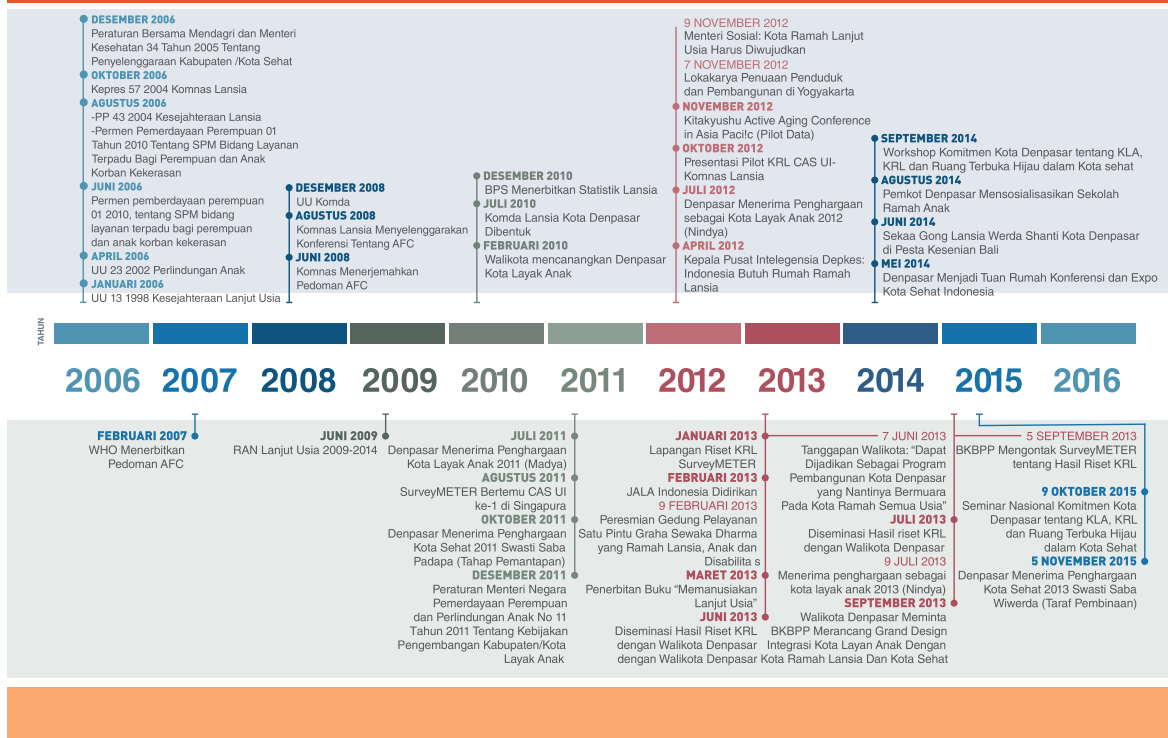 DESEMBER 2006
Peraturan Bersama Mendagri dan Menteri
Kesehatan 34 Tahun 2005 Tentang
Penyelenggaraan Kabupaten /Kota Sehat
OKTOBER 2006
Kepres 57 2004 Komnas Lansia
AGUSTUS 2006
-PP 43 2004 Kesejahteraan Lansia
-Permen Pemerdayaan Perempuan 01
Tahun 2010 Tentang SPM Bidang Layanan
Terpadu Bagi Perempuan dan Anak
Korban Kekerasan
JUNI 2006
Permen pemberdayaan perempuan
01 2010, tentang SPM bidang
layanan terpadu bagi perempuan
dan anak korban kekerasan
APRIL 2006
UU 23 2002 Perlindungan Anak
JANUARI 2006
UU 13 1998 Kesejahteraan Lanjut Usia
DESEMBER 2008
UU Komda
AGUSTUS 2008
Komnas Lansia Menyelenggarakan
Konferensi Tentang AFC
JUNI 2008
Komnas Menerjemahkan
Pedoman AFC
DESEMBER 2010
BPS Menerbitkan Statistik Lansia
JULI 2010
Komda Lansia Kota Denpasar
Dibentuk
FEBRUARI 2010
Walikota mencanangkan Denpasar
Kota Layak Anak
9 NOVEMBER 2012
Menteri Sosial: Kota Ramah Lanjut
Usia Harus Diwujudkan
7 NOVEMBER 2012
Lokakarya Penuaan Penduduk
dan Pembangunan di Yogyakarta
NOVEMBER 2012
Kitakyushu Active Aging Conference
in Asia Paci!c (Pilot Data)
OKTOBER 2012
Presentasi Pilot KRL CAS UI-
Komnas Lansia
JULI 2012
Denpasar Menerima Penghargaan
sebagai Kota Layak Anak 2012
(Nindya)
APRIL 2012
Kepala Pusat Intelegensia Depkes:
Indonesia Butuh Rumah Ramah
Lansia
SEPTEMBER 2014
Workshop Komitmen Kota Denpasar tentang KLA,
KRL dan Ruang Terbuka Hijau dalam Kota sehat
AGUSTUS 2014
Pemkot Denpasar Mensosialisasikan Sekolah
Ramah Anak
JUNI 2014
Sekaa Gong Lansia Werda Shanti Kota Denpasar
di Pesta Kesenian Bali
MEI 2014
Denpasar Menjadi Tuan Rumah Konferensi dan Expo
Kota Sehat Indonesia
TAHUN
2006 2007 2008 2009 2010 2011 2012 2013 2014 2015 2016
FEBRUARI 2007
WHO Menerbitkan
Pedoman AFC
JUNI 2009
RAN Lanjut Usia 2009-2014
JULI 2011
Denpasar Menerima Penghargaan
Kota Layak Anak 2011 (Madya)
AGUSTUS 2011
SurveyMETER Bertemu CAS UI
ke-1 di Singapura
OKTOBER 2011
Denpasar Menerima Penghargaan
Kota Sehat 2011 Swasti Saba
Padapa (Tahap Pemantapan)
DESEMBER 2011
Peraturan Menteri Negara
Pemerdayaan Perempuan
dan Perlindungan Anak No 11
Tahun 2011 Tentang Kebijakan
Pengembangan Kabupaten/Kota
Layak Anak
JANUARI 2013
Lapangan Riset KRL
SurveyMETER
FEBRUARI 2013
JALA Indonesia Didirikan
9 FEBRUARI 2013
Peresmian Gedung Pelayanan
Satu Pintu Graha Sewaka Dharma
yang Ramah Lansia, Anak dan
Disabilita s
MARET 2013
Penerbitan Buku “Memanusiakan
Lanjut Usia”
JUNI 2013
Diseminasi Hasil Riset KRL
dengan Walikota Denpasar
dengan Walikota Denpasar
7 JUNI 2013
Tanggapan Walikota: “Dapat
Dijadikan Sebagai Program
Pembangunan Kota Denpasar
yang Nantinya Bermuara
Pada Kota Ramah Semua Usia”
JULI 2013
Diseminasi Hasil riset KRL
dengan Walikota Denpasar
9 JULI 2013
Menerima penghargaan sebagai
kota layak anak 2013 (Nindya)
SEPTEMBER 2013
Walikota Denpasar Meminta
BKBPP Merancang Grand Design
Integrasi Kota Layan Anak Dengan
Kota Ramah Lansia Dan Kota Sehat
5 SEPTEMBER 2013
BKBPP Mengontak SurveyMETER
tentang Hasil Riset KRL
9 OKTOBER 2015
Seminar Nasional Komitmen Kota
Denpasar tentang KLA, KRL
dan Ruang Terbuka Hijau
dalam Kota Sehat
5 NOVEMBER 2015
Denpasar Menerima Penghargaan
Kota Sehat 2013 Swasti Saba
Wiwerda (Taraf Pembinaan)